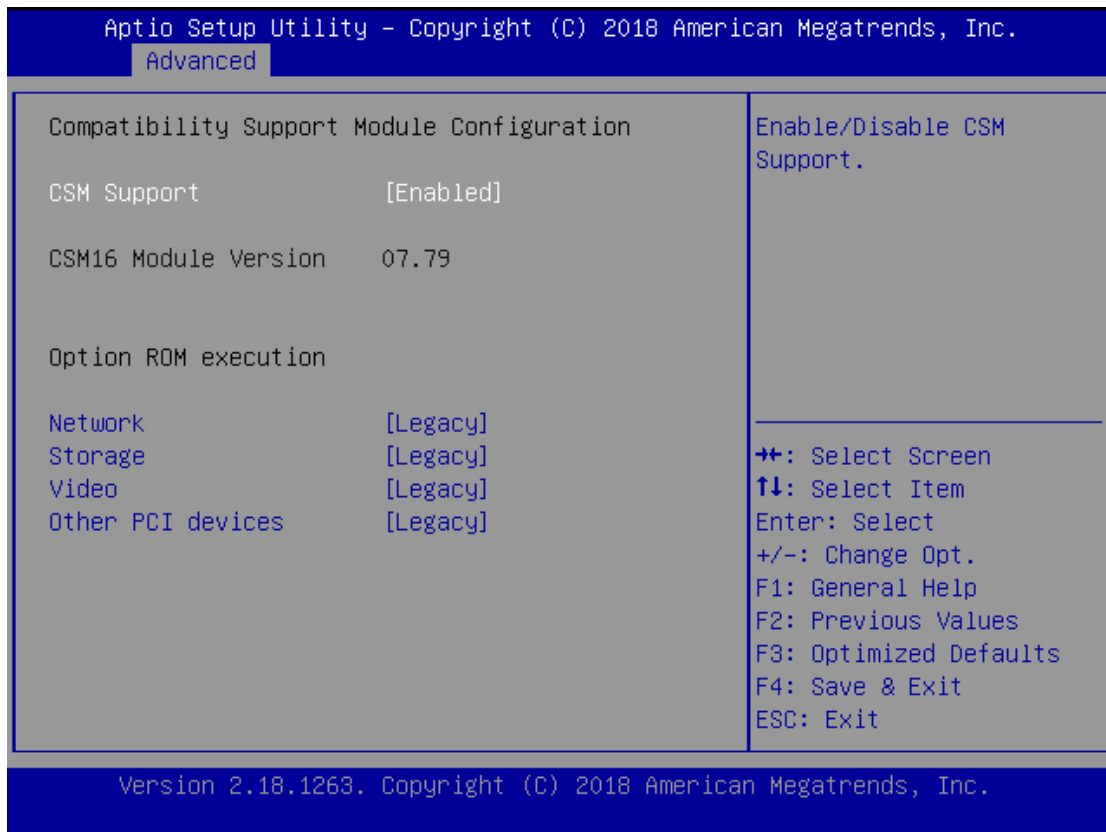 Aptio Setup Utility – Copyright (C) 2018 American Megatrends, Inc.
Advanced
Compatibility Support Module Configuration
CSM Support [Enabled]
CSM16 Module Version 07.79
Option ROM execution
Network [Legacy]
Storage [Legacy]
Video [Legacy]
Other PCI devices [Legacy]
Enable/Disable CSM
Support.
→←: Select Screen
↑↓: Select Item
Enter: Select
+/-: Change Opt.
F1: General Help
F2: Previous Values
F3: Optimized Defaults
F4: Save & Exit
ESC: Exit
Version 2.18.1263. Copyright (C) 2018 American Megatrends, Inc.